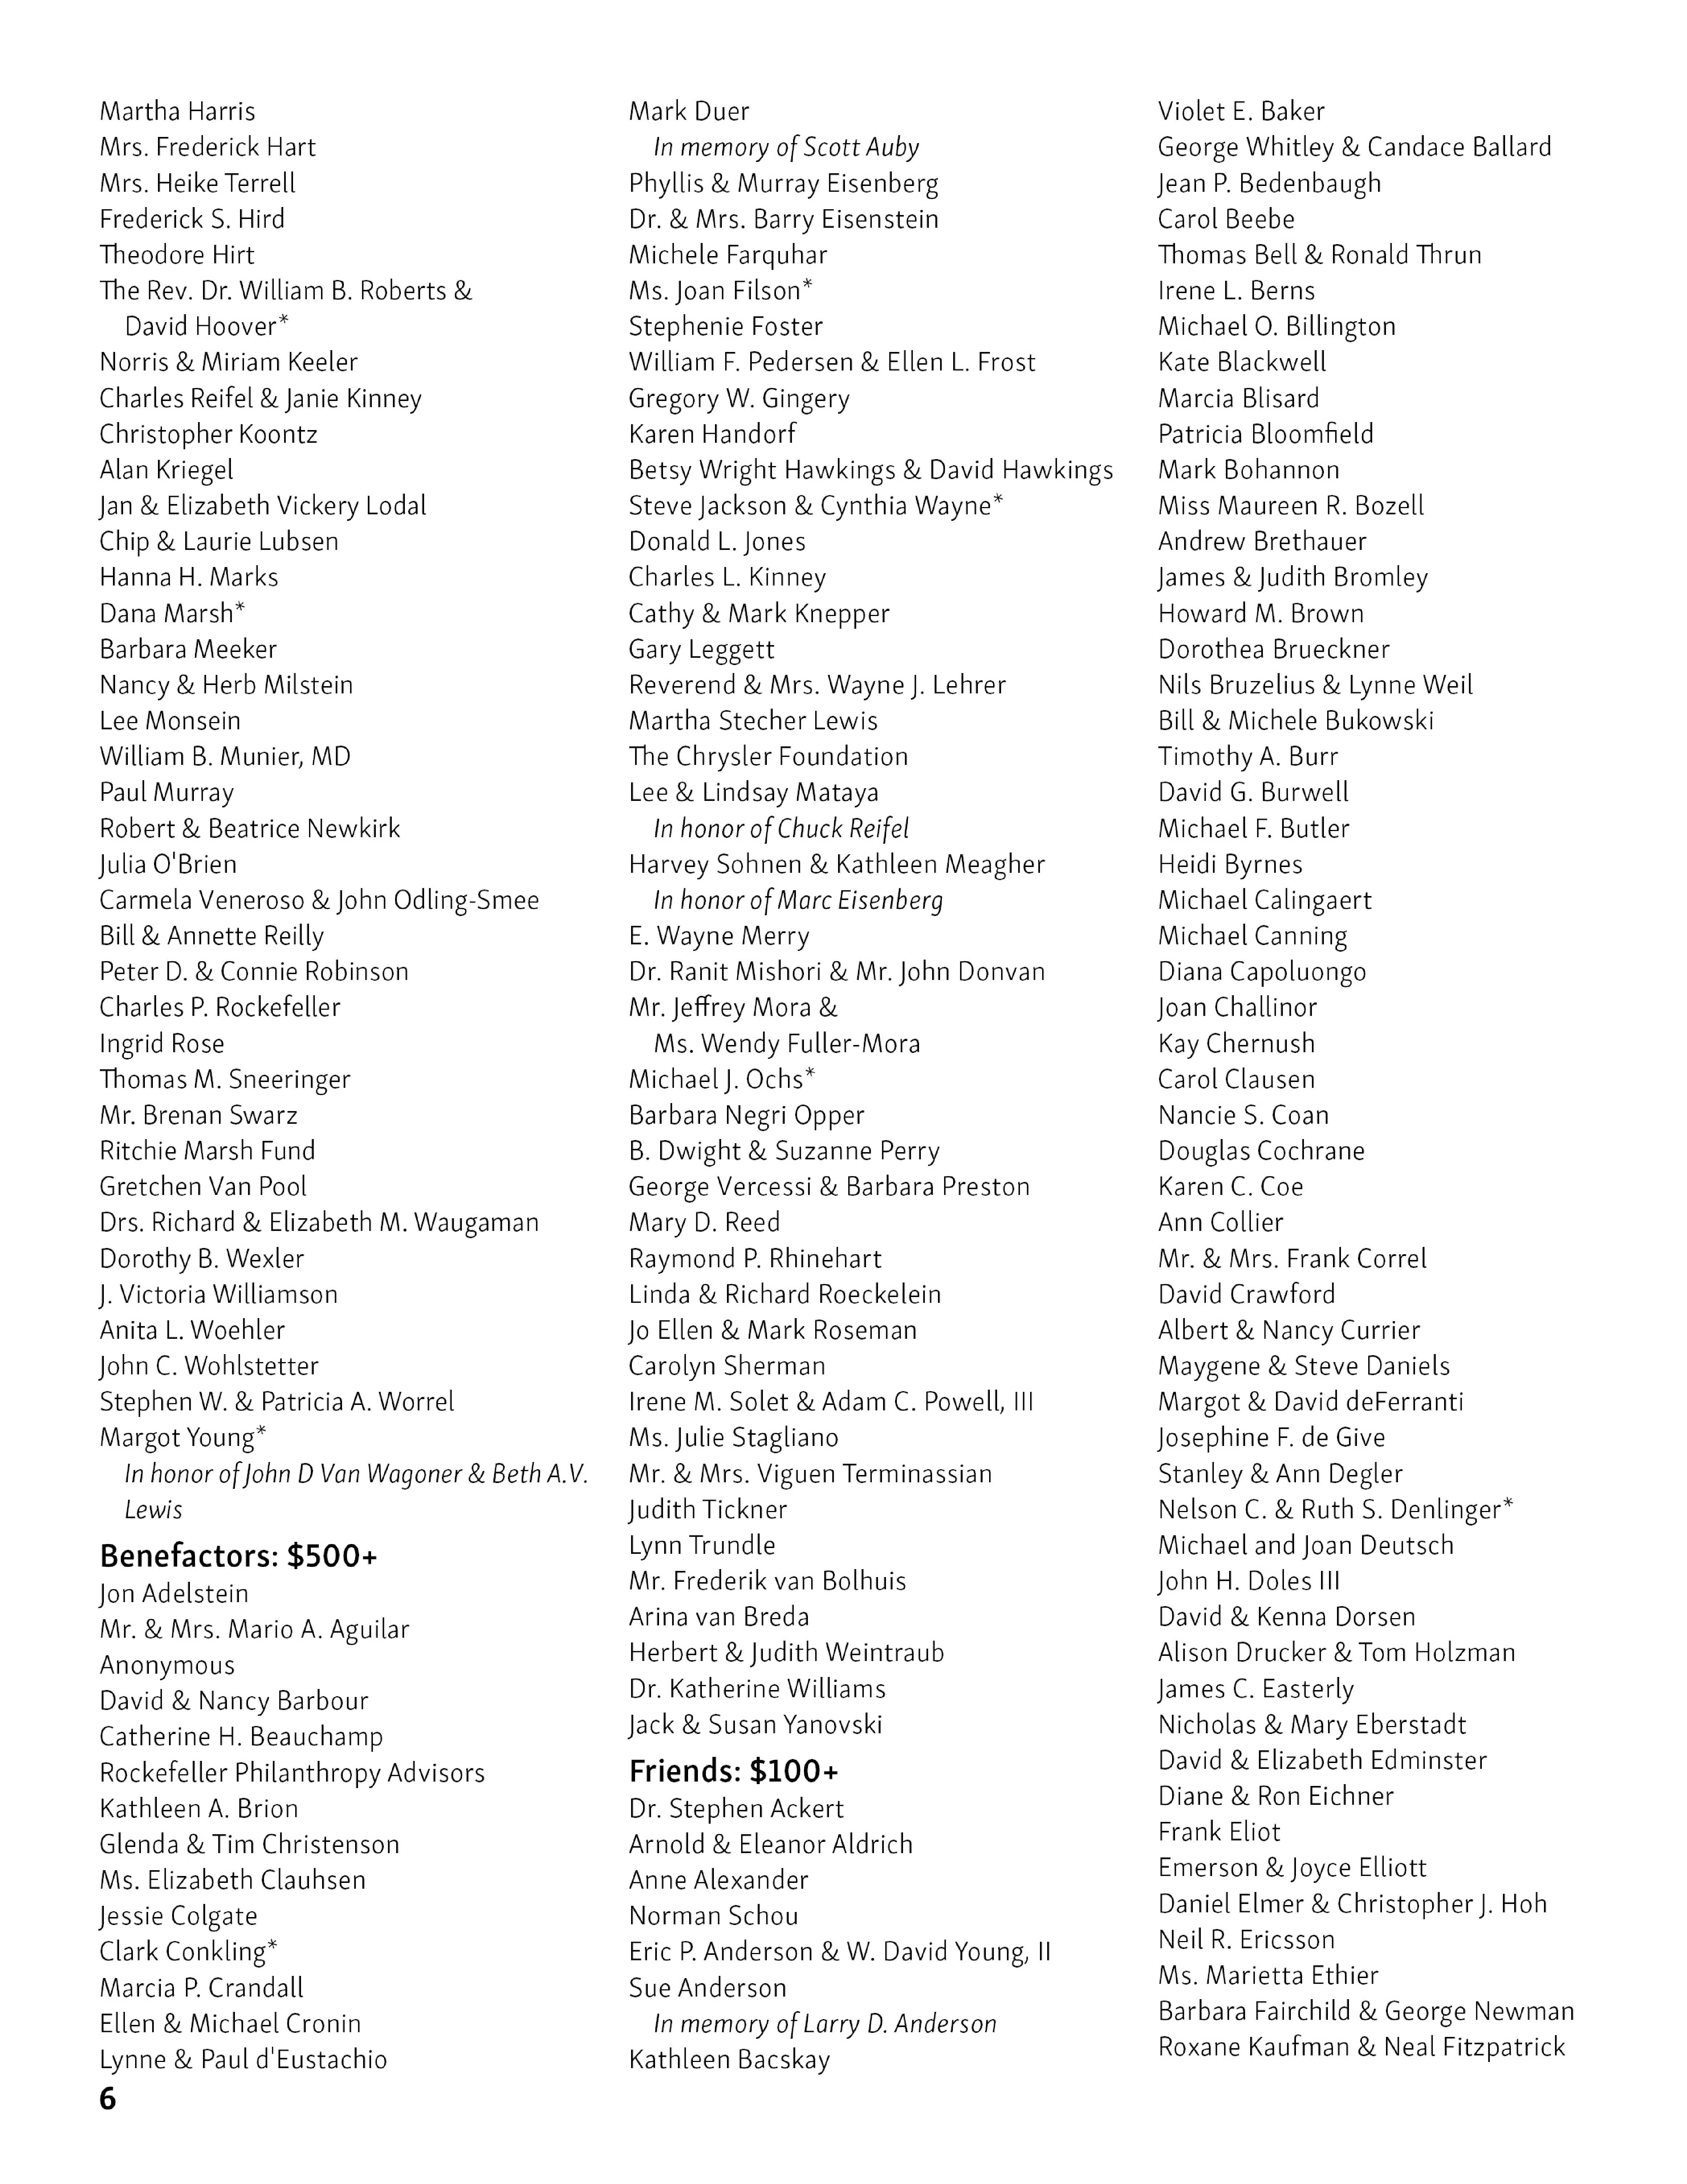 Martha Harris
Mrs. Frederick Hart
Mrs. Heike Terrell
Frederick S. Hird
Theodore Hirt
The Rev. Dr. William B. Roberts &
David Hoover*
Norris & Miriam Keeler
Charles Reifel & Janie Kinney
Christopher Koontz
Alan Kriegel
Jan & Elizabeth Vickery Lodal
Chip & Laurie Lubsen
Hanna H. Marks
Dana Marsh*
Barbara Meeker
Nancy & Herb Milstein
Lee Monsein
William B. Munier, MD
Paul Murray
Robert & Beatrice Newkirk
Julia O'Brien
Carmela Veneroso & John Odling-Smee
Bill & Annette Reilly
Peter D. & Connie Robinson
Charles P. Rockefeller
Ingrid Rose
Thomas M. Sneeringer
Mr. Brenan Swarz
Ritchie Marsh Fund
Gretchen Van Pool
Drs. Richard & Elizabeth M. Waugaman
Dorothy B. Wexler
J. Victoria Williamson
Anita L. Woehler
John C. Wohlstetter
Stephen W. & Patricia A. Worrel
Margot Young*
In honor of John D Van Wagoner & Beth A.V.
Lewis
Benefactors: $500+
Jon Adelstein
Mr. & Mrs. Mario A. Aguilar
Anonymous
David & Nancy Barbour
Catherine H. Beauchamp
Rockefeller Philanthropy Advisors
Kathleen A. Brion
Glenda & Tim Christenson
Ms. Elizabeth Clauhsen
Jessie Colgate
Clark Conkling*
Marcia P. Crandall
Ellen & Michael Cronin
Lynne & Paul d'Eustachio
Mark Duer
In memory of Scott Auby
Phyllis & Murray Eisenberg
Dr. & Mrs. Barry Eisenstein
Michele Farquhar
Ms. Joan Filson*
Stephenie Foster
William F. Pedersen & Ellen L. Frost
Gregory W. Gingery
Karen Handorf
Betsy Wright Hawkings & David Hawkings
Steve Jackson & Cynthia Wayne*
Donald L. Jones
Charles L. Kinney
Cathy & Mark Knepper
Gary Leggett
Reverend & Mrs. Wayne J. Lehrer
Martha Stecher Lewis
The Chrysler Foundation
Lee & Lindsay Mataya
In honor of Chuck Reifel
Harvey Sohnen & Kathleen Meagher
In honor of Marc Eisenberg
E. Wayne Merry
Dr. Ranit Mishori & Mr. John Donvan
Mr. Jeffrey Mora &
Ms. Wendy Fuller-Mora
Michael J. Ochs*
Barbara Negri Opper
B. Dwight & Suzanne Perry
George Vercessi & Barbara Preston
Mary D. Reed
Raymond P. Rhinehart
Linda & Richard Roeckelein
Jo Ellen & Mark Roseman
Carolyn Sherman
Irene M. Solet & Adam C. Powell, III
Ms. Julie Stagliano
Mr. & Mrs. Viguen Terminassian
Judith Tickner
Lynn Trundle
Mr. Frederik van Bolhuis
Arina van Breda
Herbert & Judith Weintraub
Dr. Katherine Williams
Jack & Susan Yanovski
Friends: $100+
Dr. Stephen Ackert
Arnold & Eleanor Aldrich
Anne Alexander
Norman Schou
Eric P. Anderson & W. David Young, II
Sue Anderson
In memory of Larry D. Anderson
Kathleen Bacskay
Violet E. Baker
George Whitley & Candace Ballard
Jean P. Bedenbaugh
Carol Beebe
Thomas Bell & Ronald Thrun
Irene L. Berns
Michael O. Billington
Kate Blackwell
Marcia Blisard
Patricia Bloomfield
Mark Bohannon
Miss Maureen R. Bozell
Andrew Brethauer
James & Judith Bromley
Howard M. Brown
Dorothea Brueckner
Nils Bruzelius & Lynne Weil
Bill & Michele Bukowski
Timothy A. Burr
David G. Burwell
Michael F. Butler
Heidi Byrnes
Michael Calingaert
Michael Canning
Diana Capoluongo
Joan Challinor
Kay Chernush
Carol Clausen
Nancie S. Coan
Douglas Cochrane
Karen C. Coe
Ann Collier
Mr. & Mrs. Frank Correl
David Crawford
Albert & Nancy Currier
Maygene & Steve Daniels
Margot & David deFerranti
Josephine F. de Give
Stanley & Ann Degler
Nelson C. & Ruth S. Denlinger*
Michael and Joan Deutsch
John H. Doles III
David & Kenna Dorsen
Alison Drucker & Tom Holzman
James C. Easterly
Nicholas & Mary Eberstadt
David & Elizabeth Edminster
Diane & Ron Eichner
Frank Eliot
Emerson & Joyce Elliott
Daniel Elmer & Christopher J. Hoh
Neil R. Ericsson
Ms. Marietta Ethier
Barbara Fairchild & George Newman
Roxane Kaufman & Neal Fitzpatrick
6